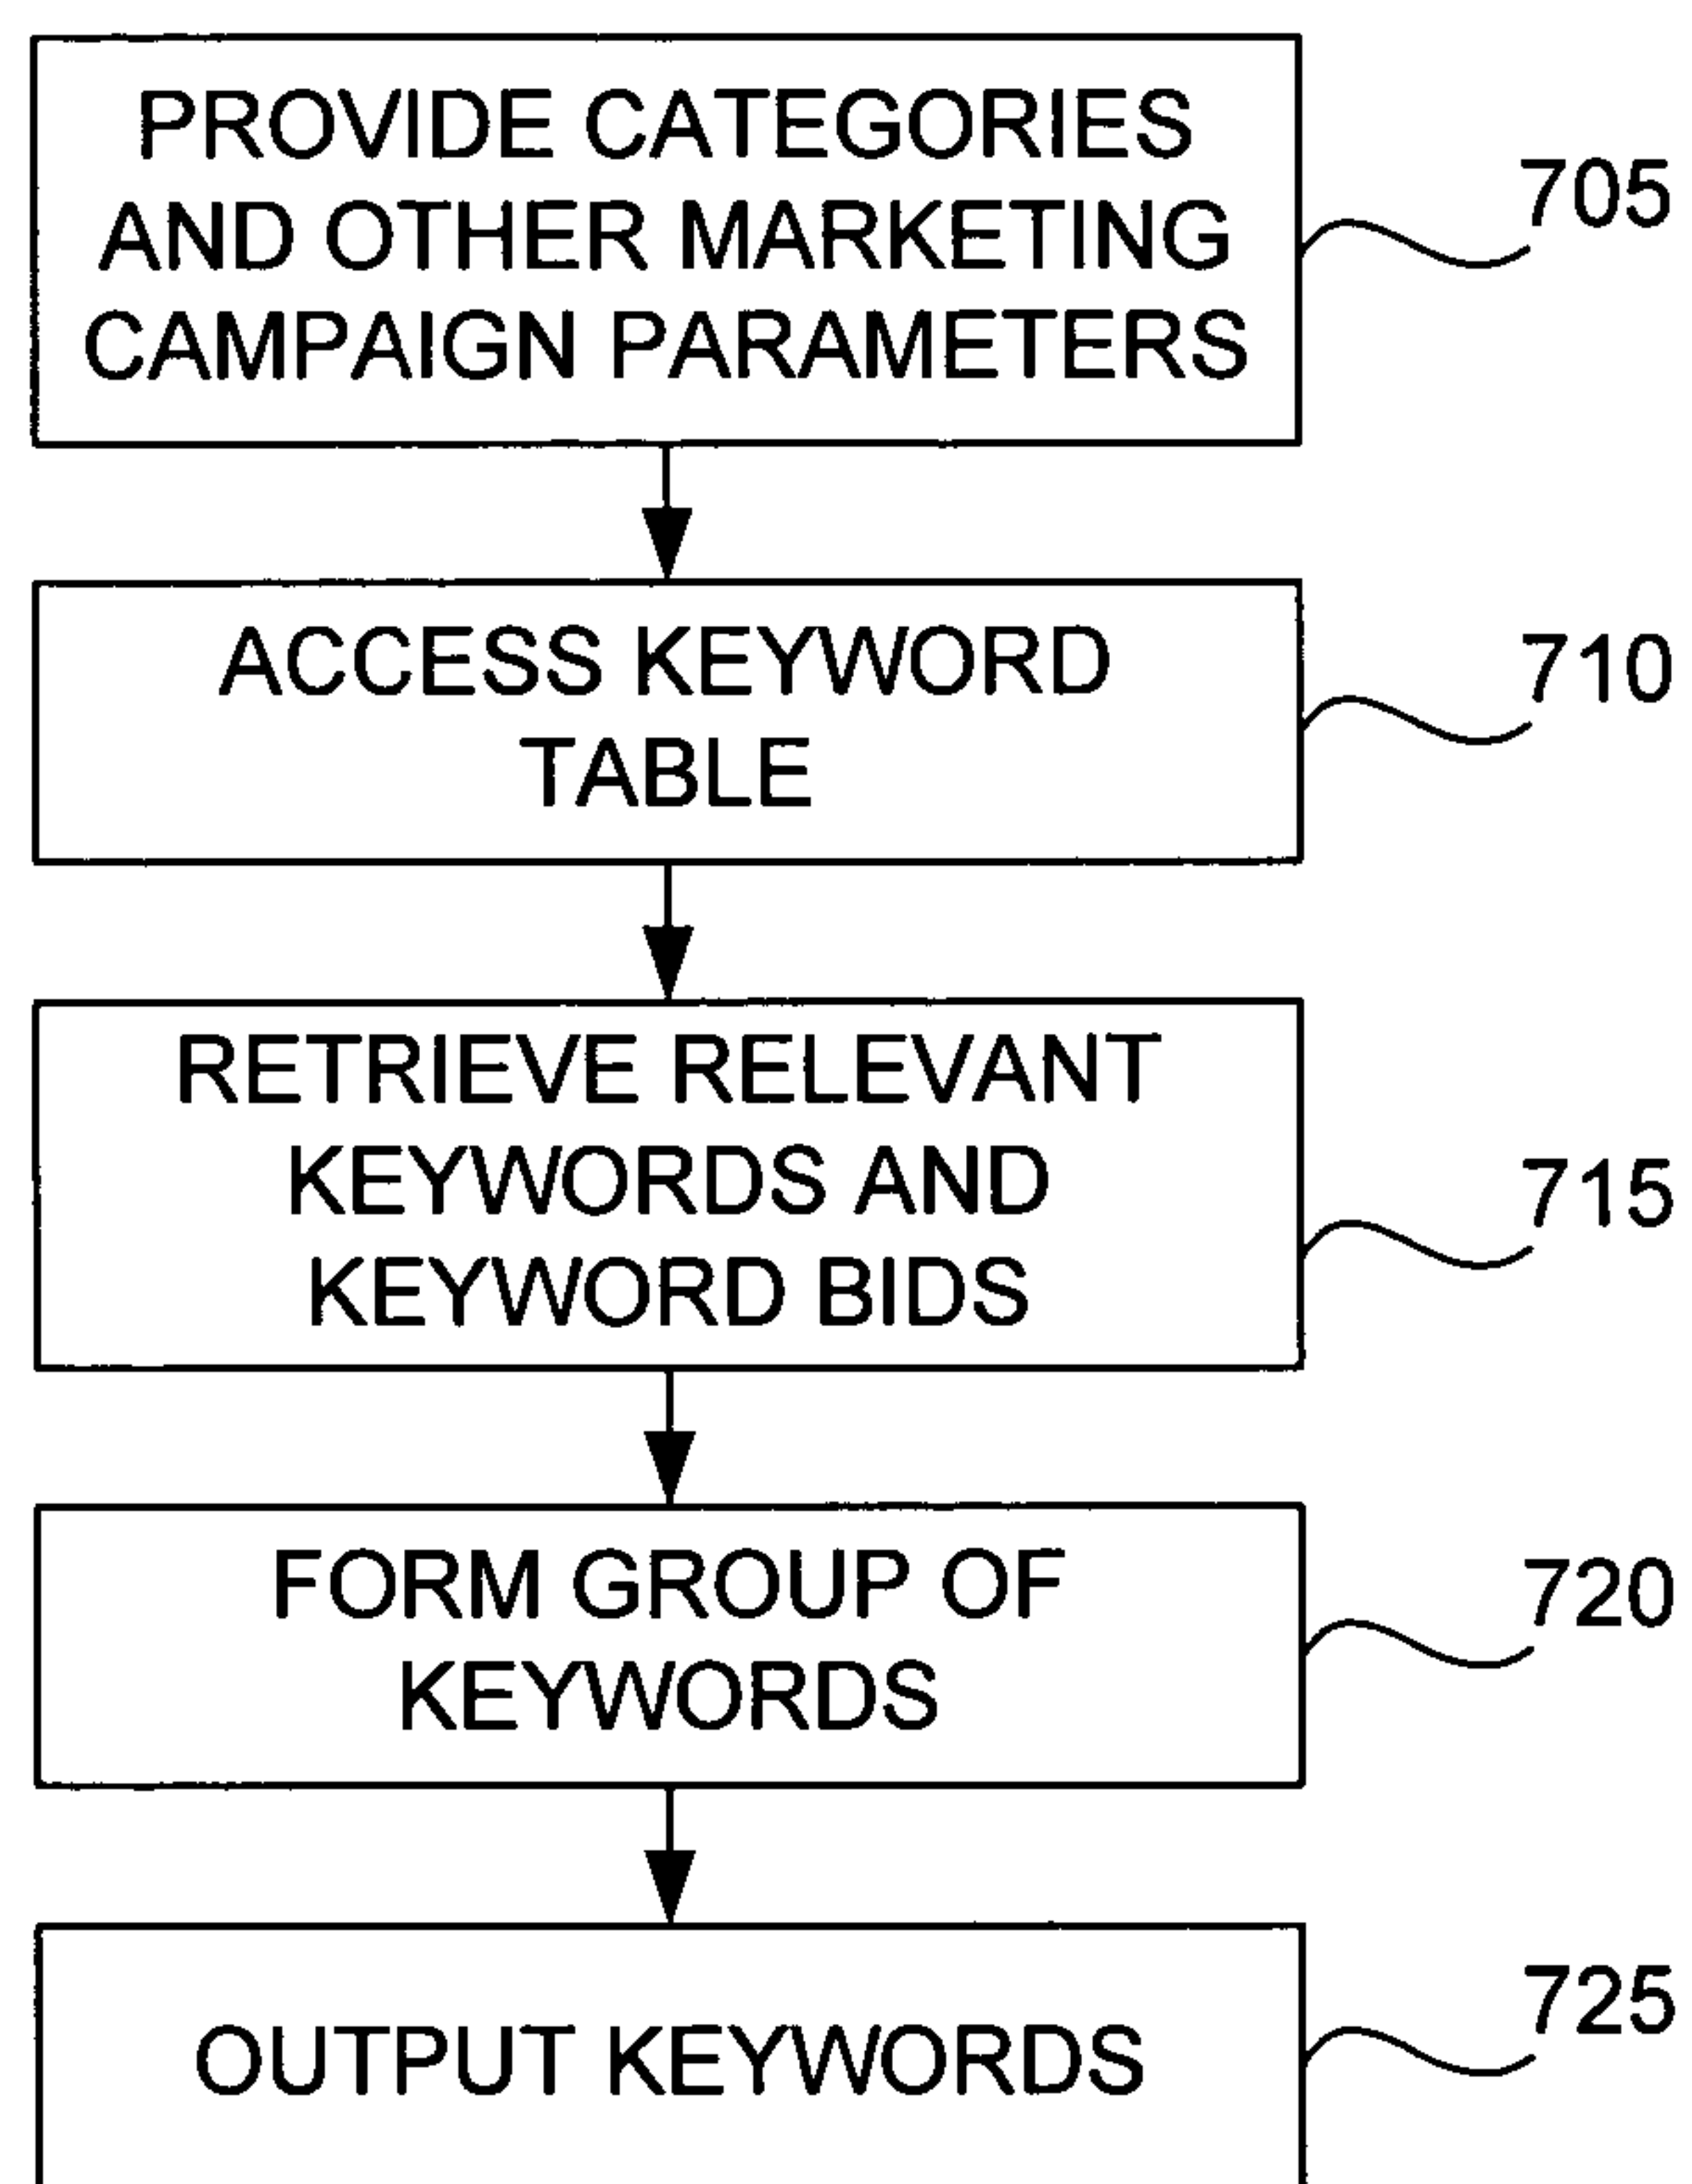 PROVIDE CATEGORIES
AND OTHER MARKETING
CAMPAIGN PARAMETERS
705
ACCESS KEYWORD
TABLE
710
RETRIEVE RELEVANT
KEYWORDS AND
KEYWORD BIDS
715
FORM GROUP OF
KEYWORDS
720
OUTPUT KEYWORDS
725